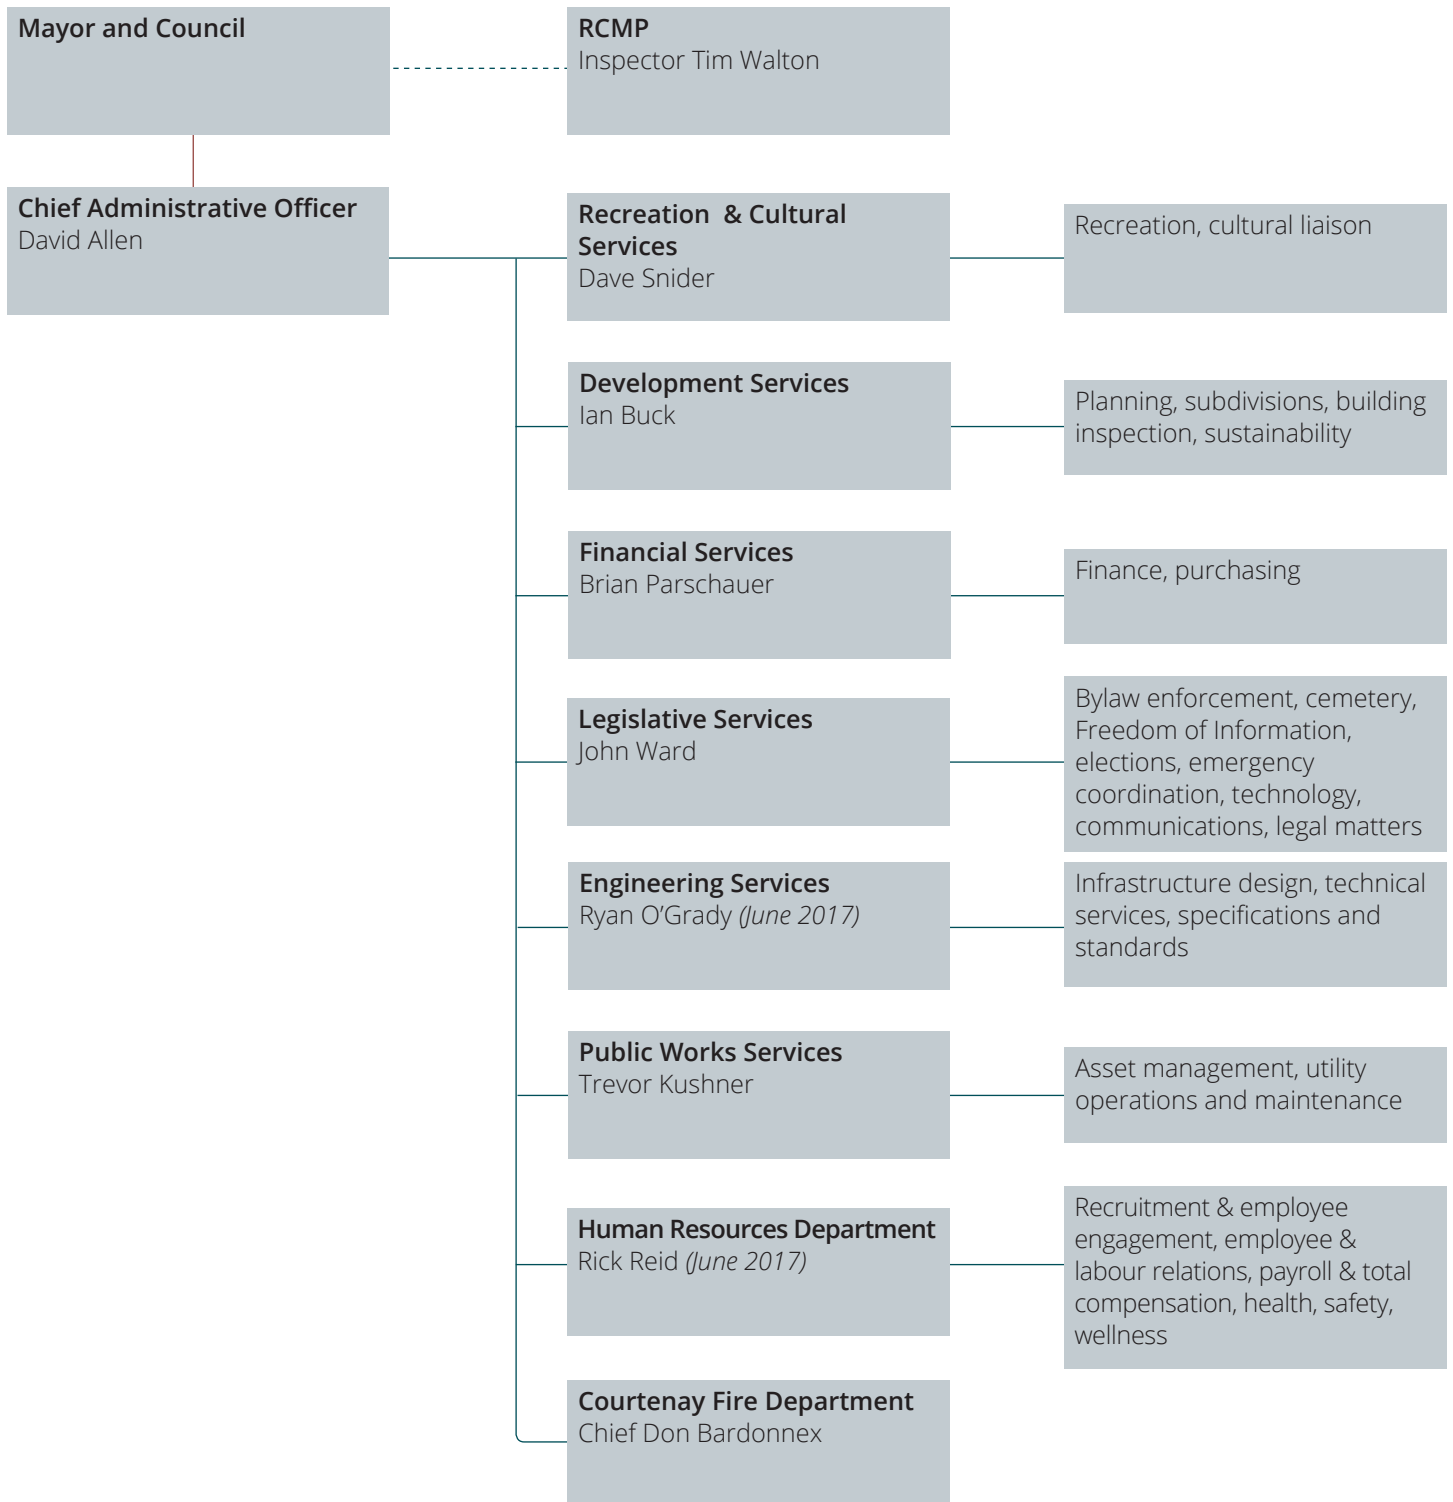 Mayor and Council
RCMP
Inspector Tim Walton
Chief Administrative Officer
David Allen
Recreation & Cultural
Services
Dave Snider
Recreation, cultural liaison
Development Services
Ian Buck
Planning, subdivisions, building
inspection, sustainability
Financial Services
Brian Parschauer
Finance, purchasing
Legislative Services
John Ward
Bylaw enforcement, cemetery,
Freedom of Information,
elections, emergency
coordination, technology,
communications, legal matters
Engineering Services
Ryan O’Grady (June 2017)
Infrastructure design, technical
services, specifications and
standards
Public Works Services
Trevor Kushner
Asset management, utility
operations and maintenance
Human Resources Department
Rick Reid (June 2017)
Recruitment & employee
engagement, employee &
labour relations, payroll & total
compensation, health, safety,
wellness
Courtenay Fire Department
Chief Don Bardonnex